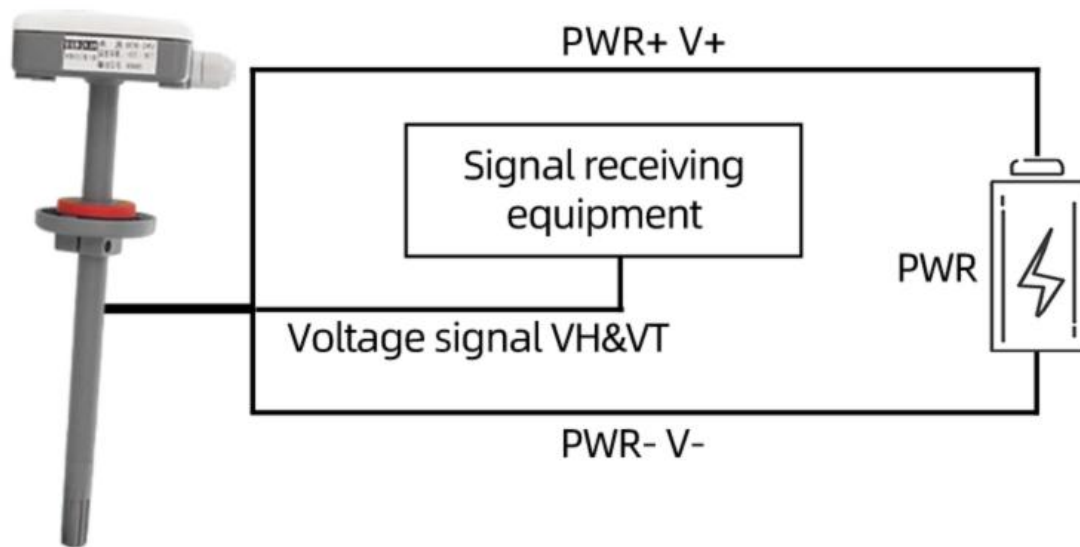 PWR+ V+
Signal receiving
equipment
PWR
Voltage signal VH&VT
PWR- V-